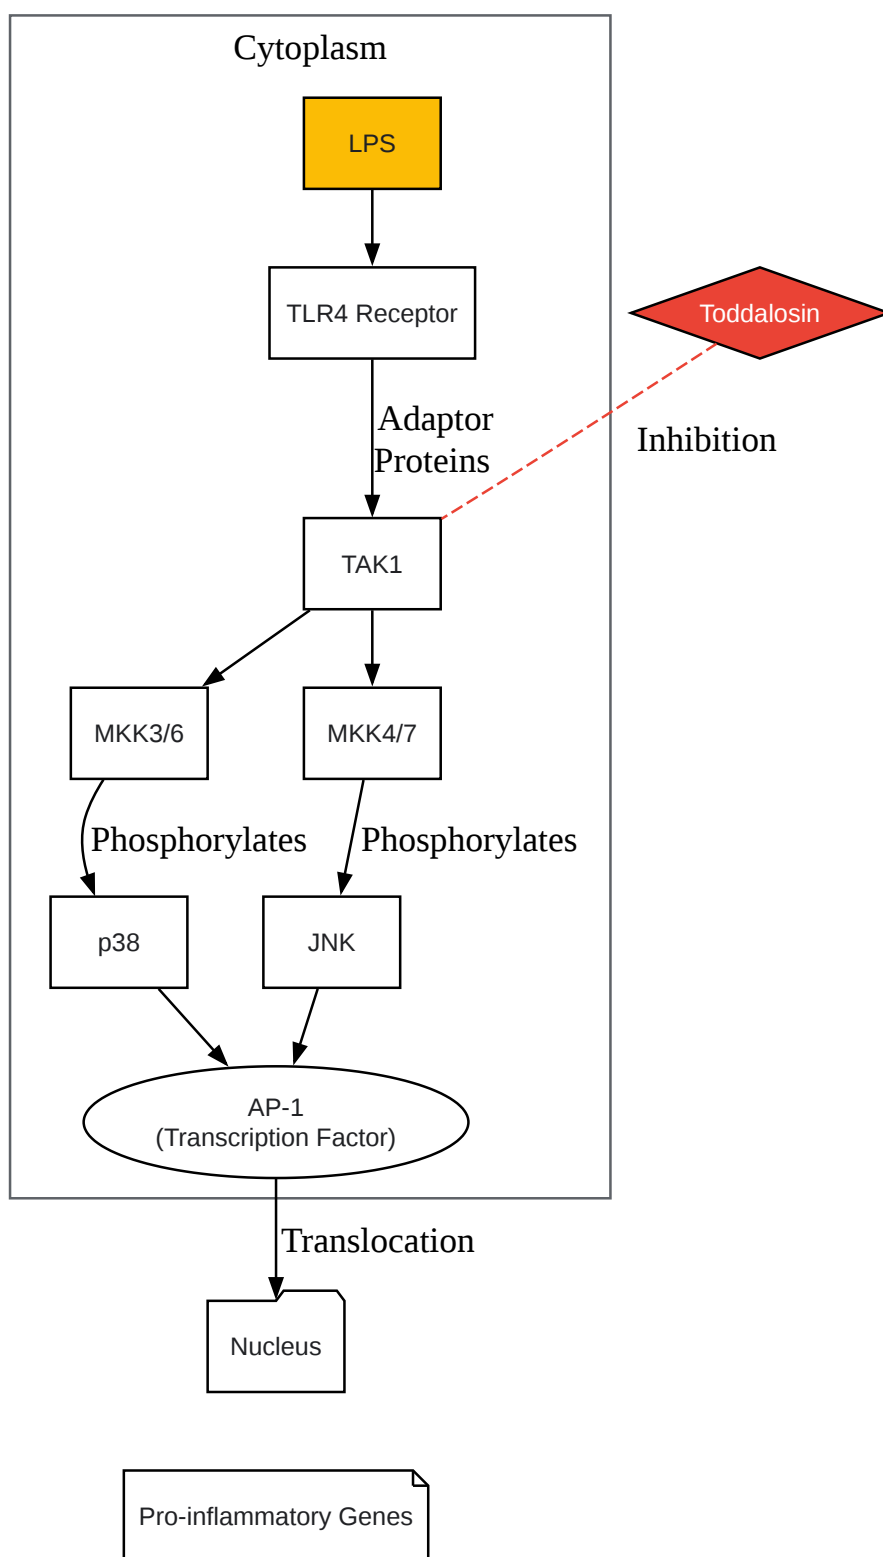 Cytoplasm
LPS
TLR4 Receptor
Toddalosin
Adaptor
Proteins
Inhibition
TAK1
MKK3/6
MKK4/7
Phosphorylates
Phosphorylates
p38
JNK
AP-1
(Transcription Factor)
Translocation
Nucleus
Pro-inflammatory Genes